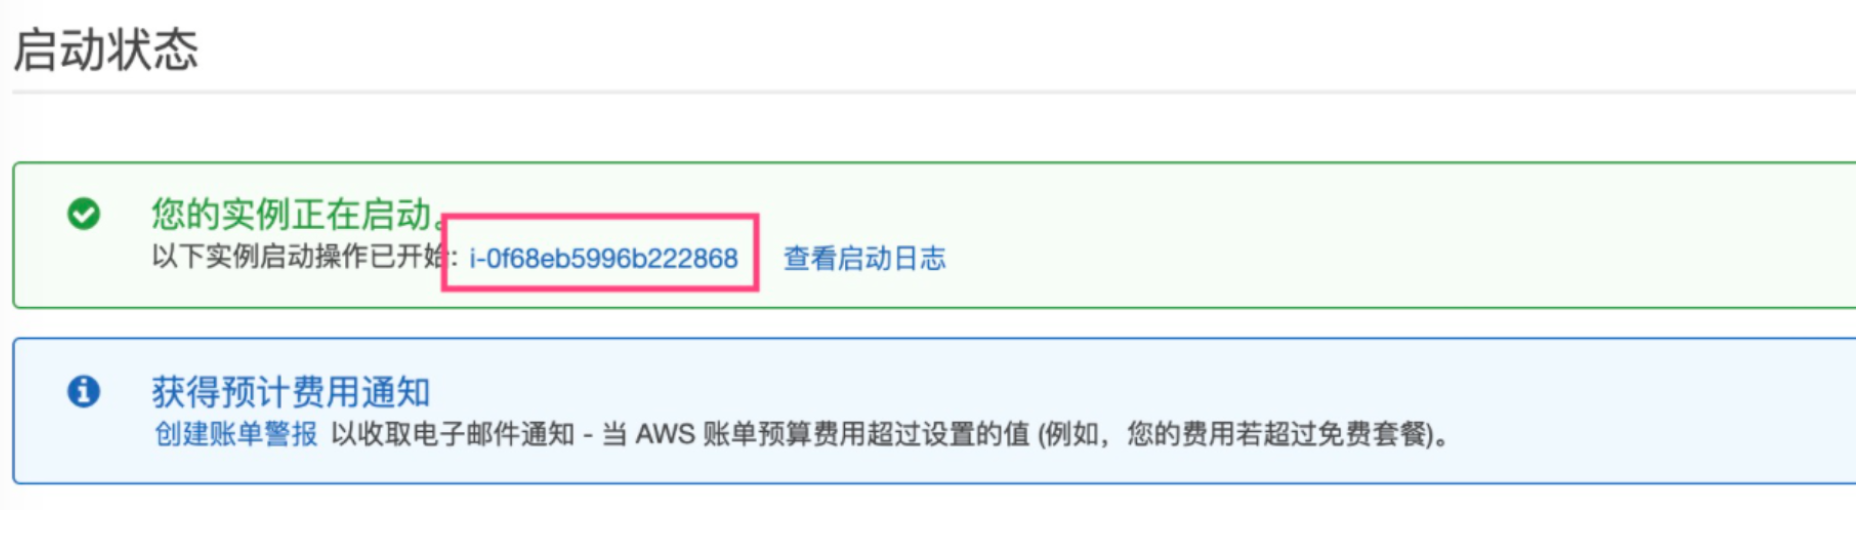 启动状态
您的实例正在启动。
以下实例启动操作已开始: i-0f68eb5996b222868 查看启动日志
获得预计费用通知
创建账单警报 以收取电子邮件通知 - 当 AWS 账单预算费用超过设置的值 (例如，您的费用若超过免费套餐)。